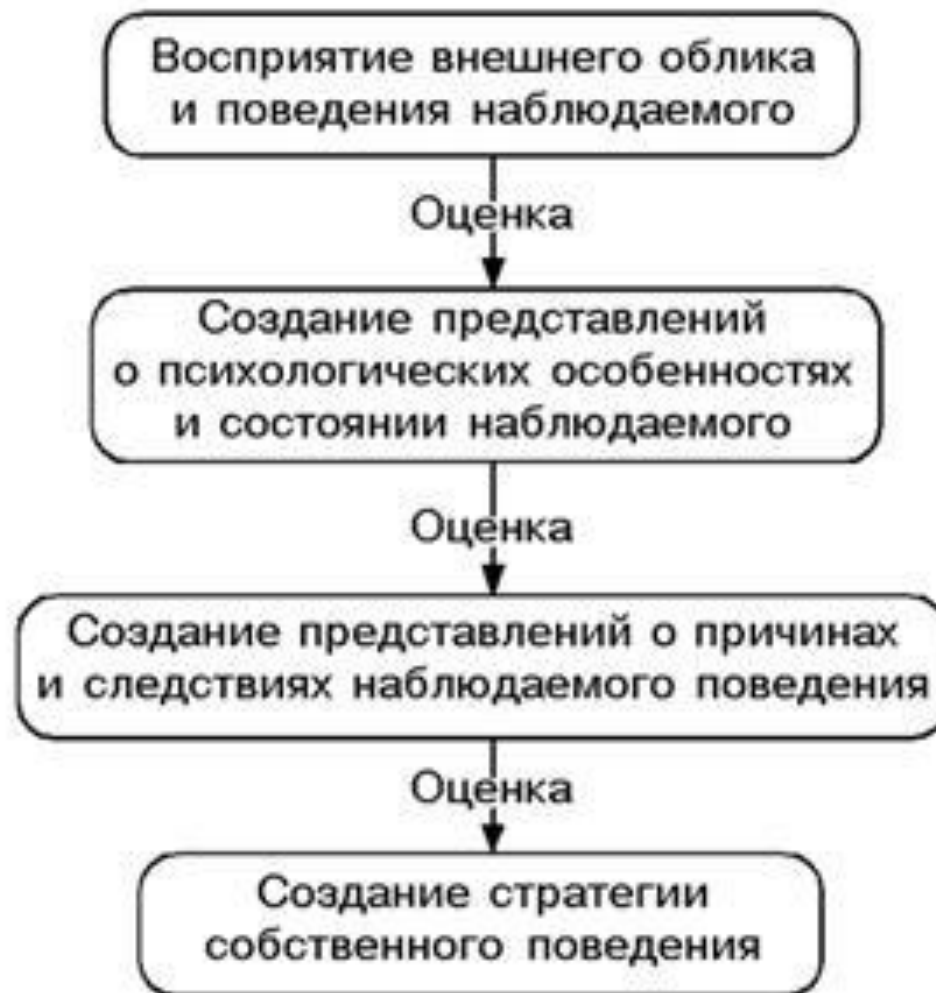 Восприятие внешнего облика
и поведения наблюдаемого
Оценка
Создание представлений
о психологических особенностях
и состоянии наблюдаемого
Оценка
Создание представлений о причинах
и следствиях наблюдаемого поведения
Оценка
Создание стратегии
собственного поведения